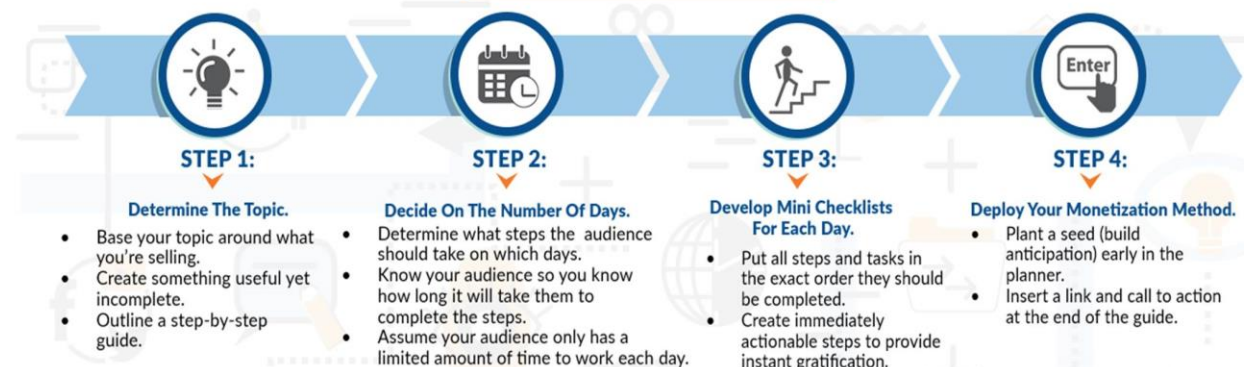 Enter
STEP 1:
Determine The Topic.
• Base your topic around what
you're selling.
• Create something useful yet
incomplete.
• Outline a step-by-step
guide.
STEP 2:
Decide On The Number Of Days.
• Determine what steps the audience
should take on which days.
• Know your audience so you know
how long it will take them to
complete the steps.
• Assume your audience only has a
limited amount of time to work each day.
STEP 3:
Develop Mini Checklists
For Each Day.
• Put all steps and tasks in
the exact order they should
be completed.
• Create immediately
actionable steps to provide
instant gratification.
STEP 4:
Deploy Your Monetization Method.
• Plant a seed (build
anticipation) early in the
planner.
• Insert a link and call to action
at the end of the guide.